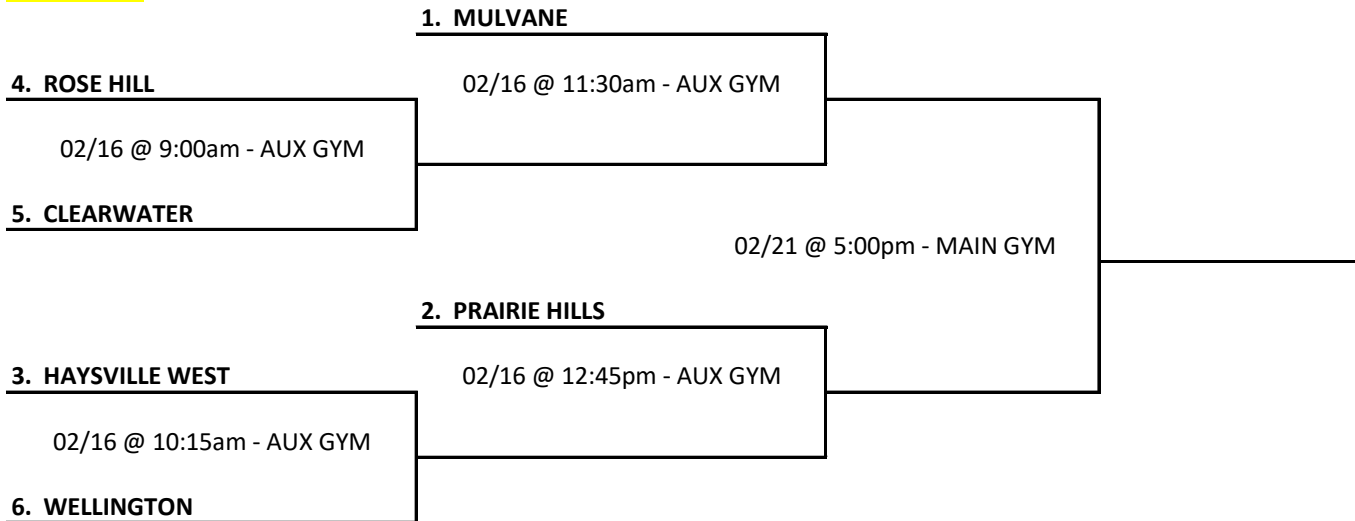 1. MULVANE
4. ROSE HILL
02/16 @ 11:30am - AUX GYM
02/16 @ 9:00am - AUX GYM
5. CLEARWATER
02/21 @ 5:00pm - MAIN GYM
2. PRAIRIE HILLS
3. HAYSVILLE WEST
02/16 @ 12:45pm - AUX GYM
02/16 @ 10:15am - AUX GYM
6. WELLINGTON